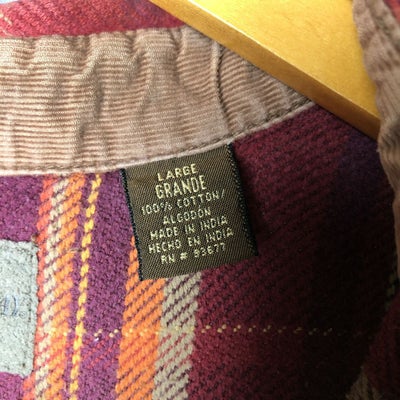 LARGE
GRANDE
100% COTTON/
ALGODÓN
MADE IN INDIA
HECHO EN INDIA
RN # 93677